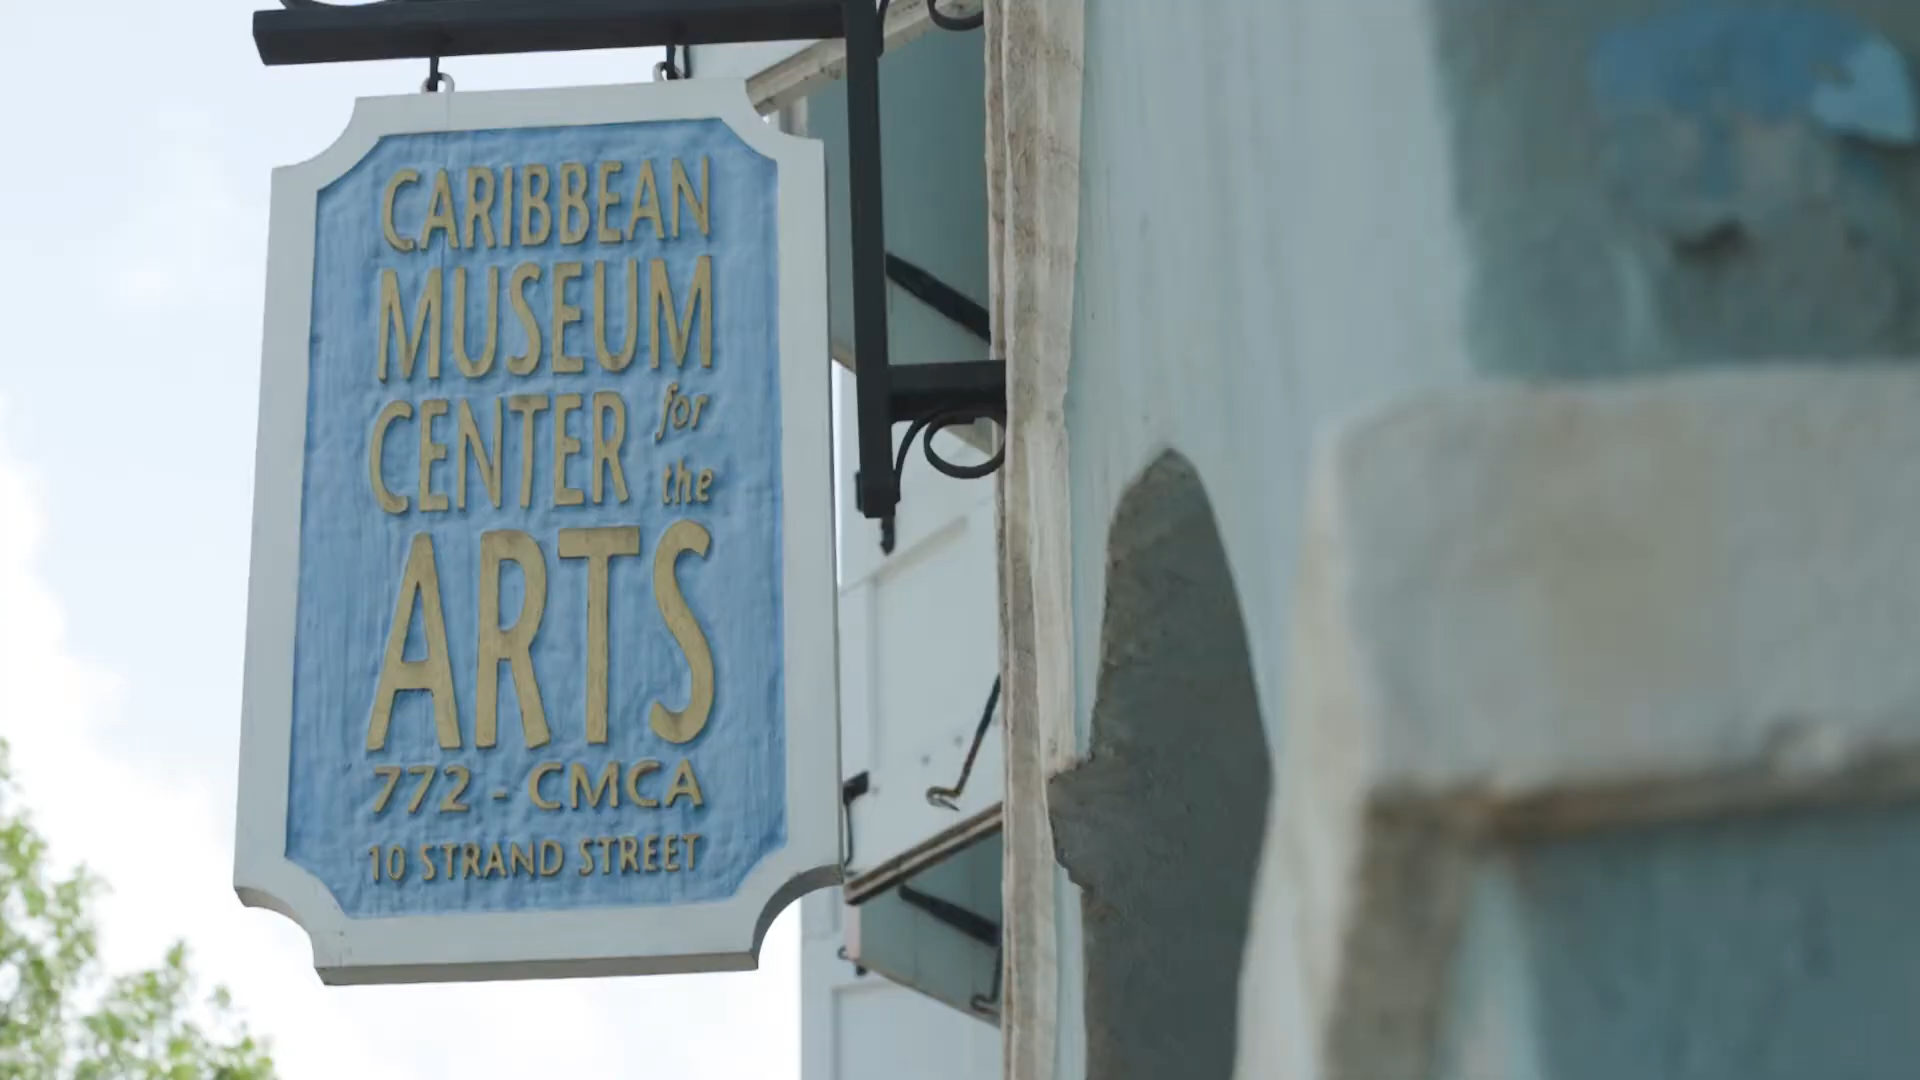 CARIBBEAN
MUSEUM
CENTER for the
ARTS
772 - CMCA
10 STRAND STREET